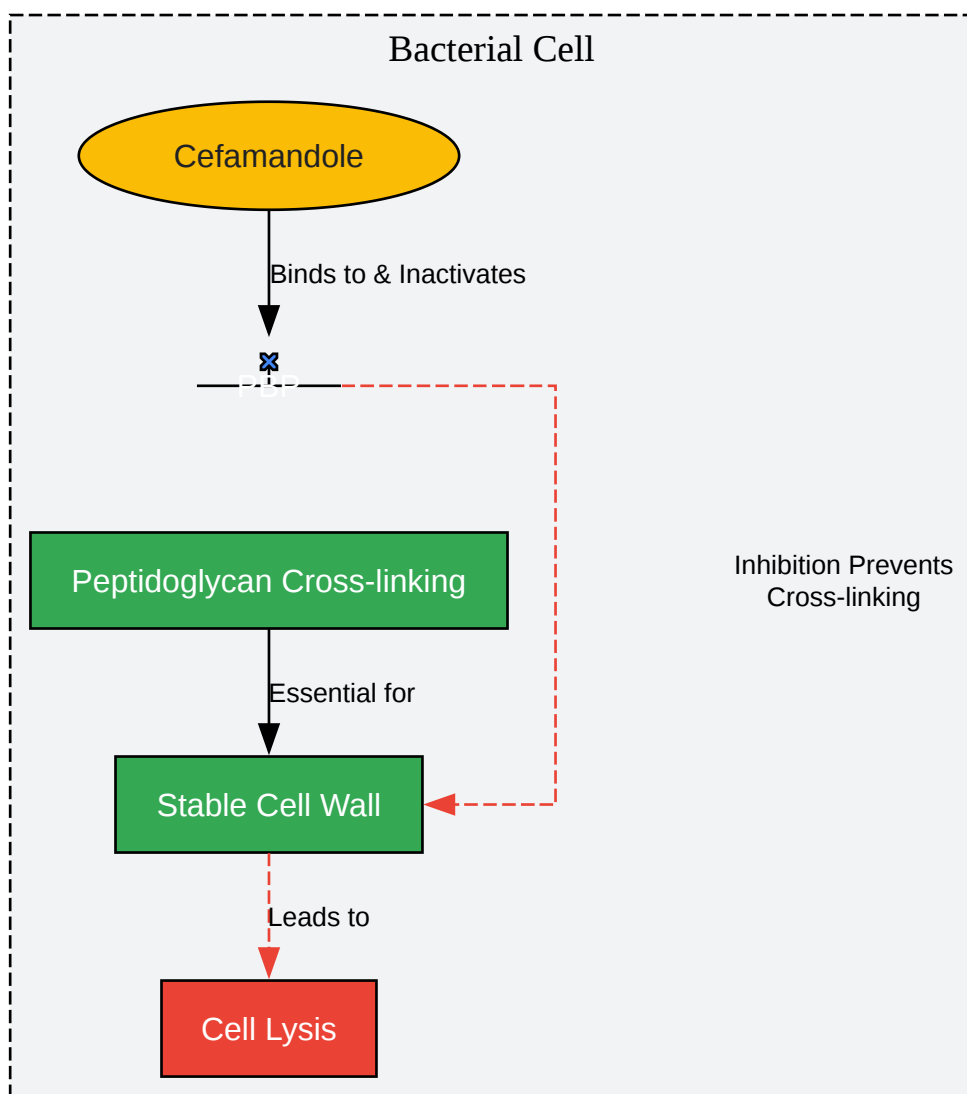 Bacterial Cell
Cefamandole
Binds to & Inactivates
PBP
Peptidoglycan Cross-linking
Inhibition Prevents
Cross-linking
Essential for
Stable Cell Wall
Leads to
Cell Lysis